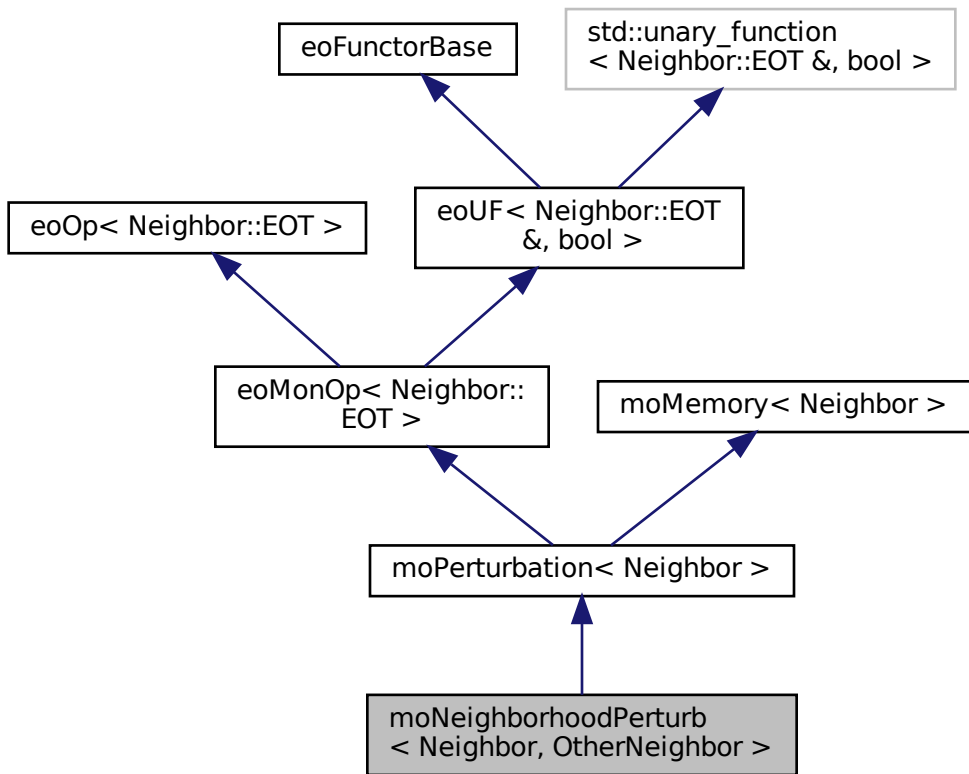 std::unary_function
< Neighbor::EOT &, bool >
eoFunctorBase
eoUF< Neighbor::EOT
&, bool >
eoOp< Neighbor::EOT >
eoMonOp< Neighbor::
EOT >
moMemory< Neighbor >
moPerturbation< Neighbor >
moNeighborhoodPerturb
< Neighbor, OtherNeighbor >